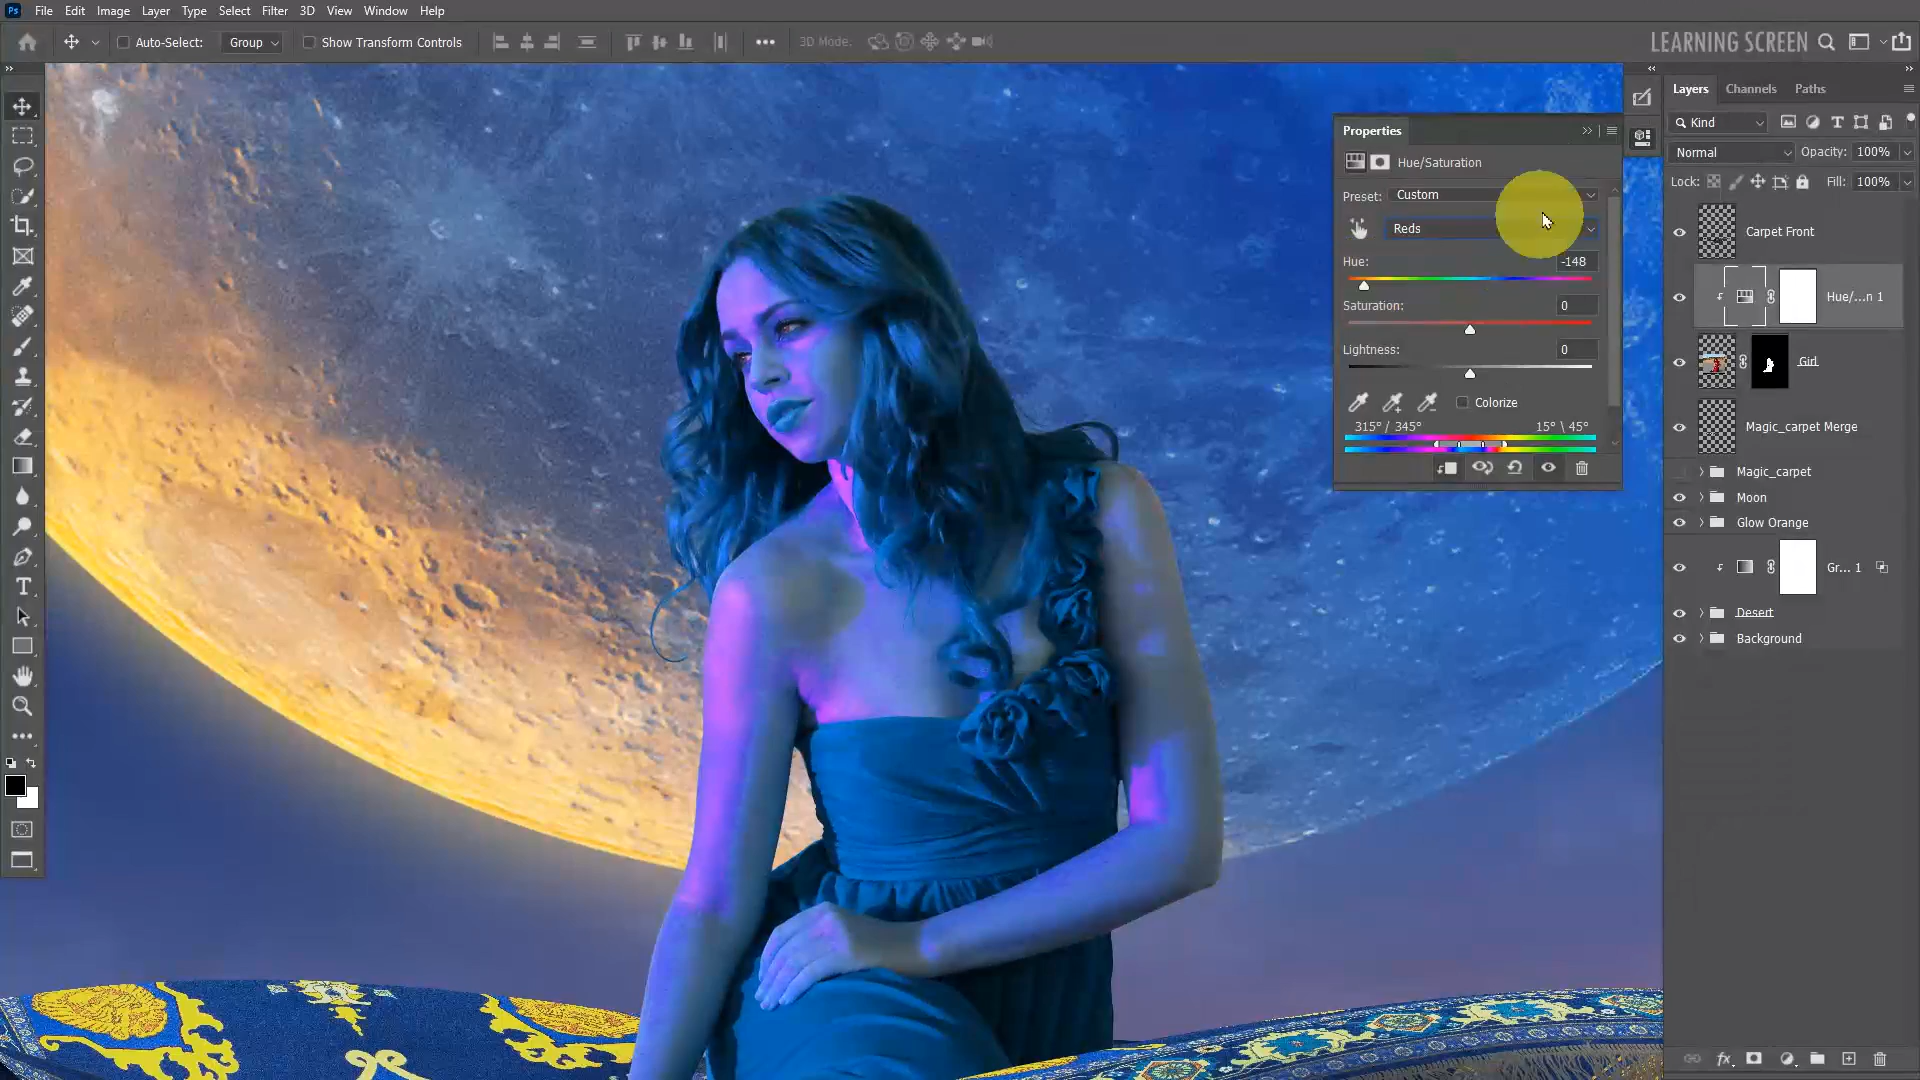 Ps File Edit Image Layer Type Select Filter 3D View Window Help
Auto-Select: Group Show Transform Controls 3D Mode: LEARNING SCREEN
Properties
Hue/Saturation
Preset: Custom
Reds
Hue: -148
Saturation: 0
Lightness: 0
Colorize
315° / 345° 15° \ 45°
Layers Channels Paths
Kind
Normal Opacity: 100%
Lock: Fill: 100%
Carpet Front
Hue/...n 1
Girl
Magic_carpet Merge
Magic_carpet
Moon
Glow Orange
Gr... 1
Desert
Background
fx